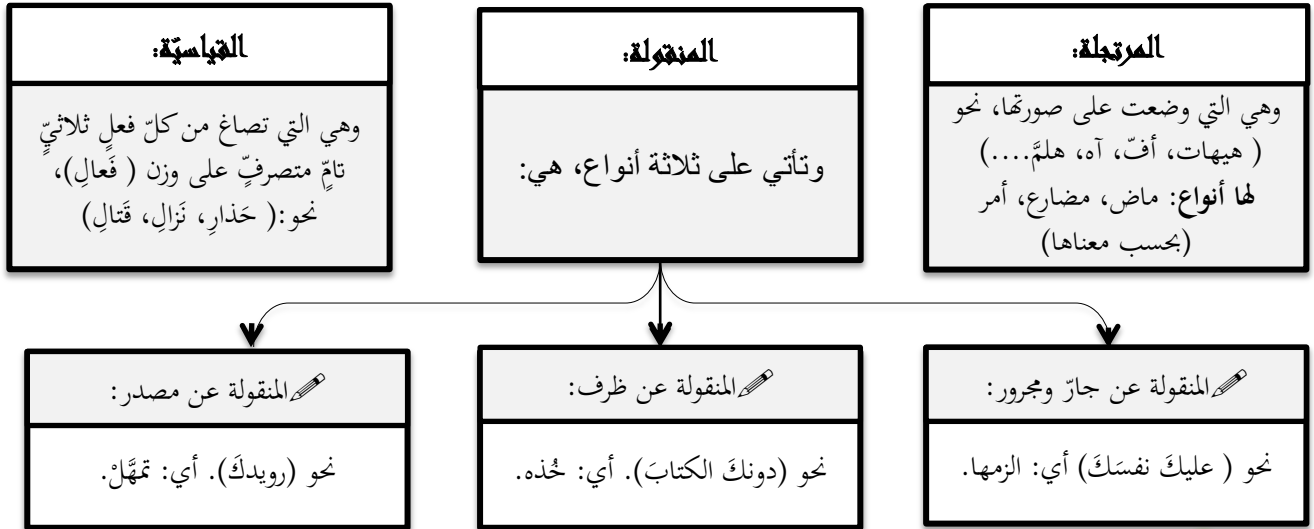 المرتجلة:
وهي التي وضعت على صورتها، نحو
( هيهات، أفّ، آه، هلمَّ....)
لها أنواع: ماض، مضارع، أمر
(بحسب معناها)
المنقولة:
وتأتي على ثلاثة أنواع، هي:
القياسيّة:
وهي التي تصاغ من كلّ فعلٍ ثلاثيٍّ
تامٍّ متصرفٍّ على وزن ( فَعالِ)،
نحو:( حَذارِ، نَزالِ، قَتالِ)
المنقولة عن جارّ ومجرور:
نحو ( عليكَ نفسَكَ) أي: الزمها.
المنقولة عن ظرف:
نحو (دونكَ الكتابَ). أي: خُذه.
المنقولة عن مصدر:
نحو (رويدكَ). أي: تمهَّلْ.